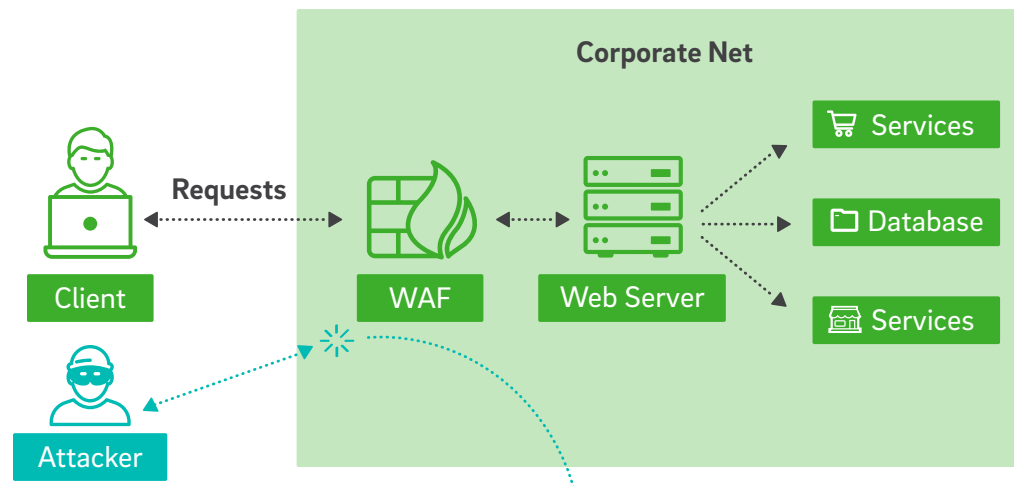 Corporate Net
Services
Requests
Database
Client
WAF
Web Server
Services
Attacker